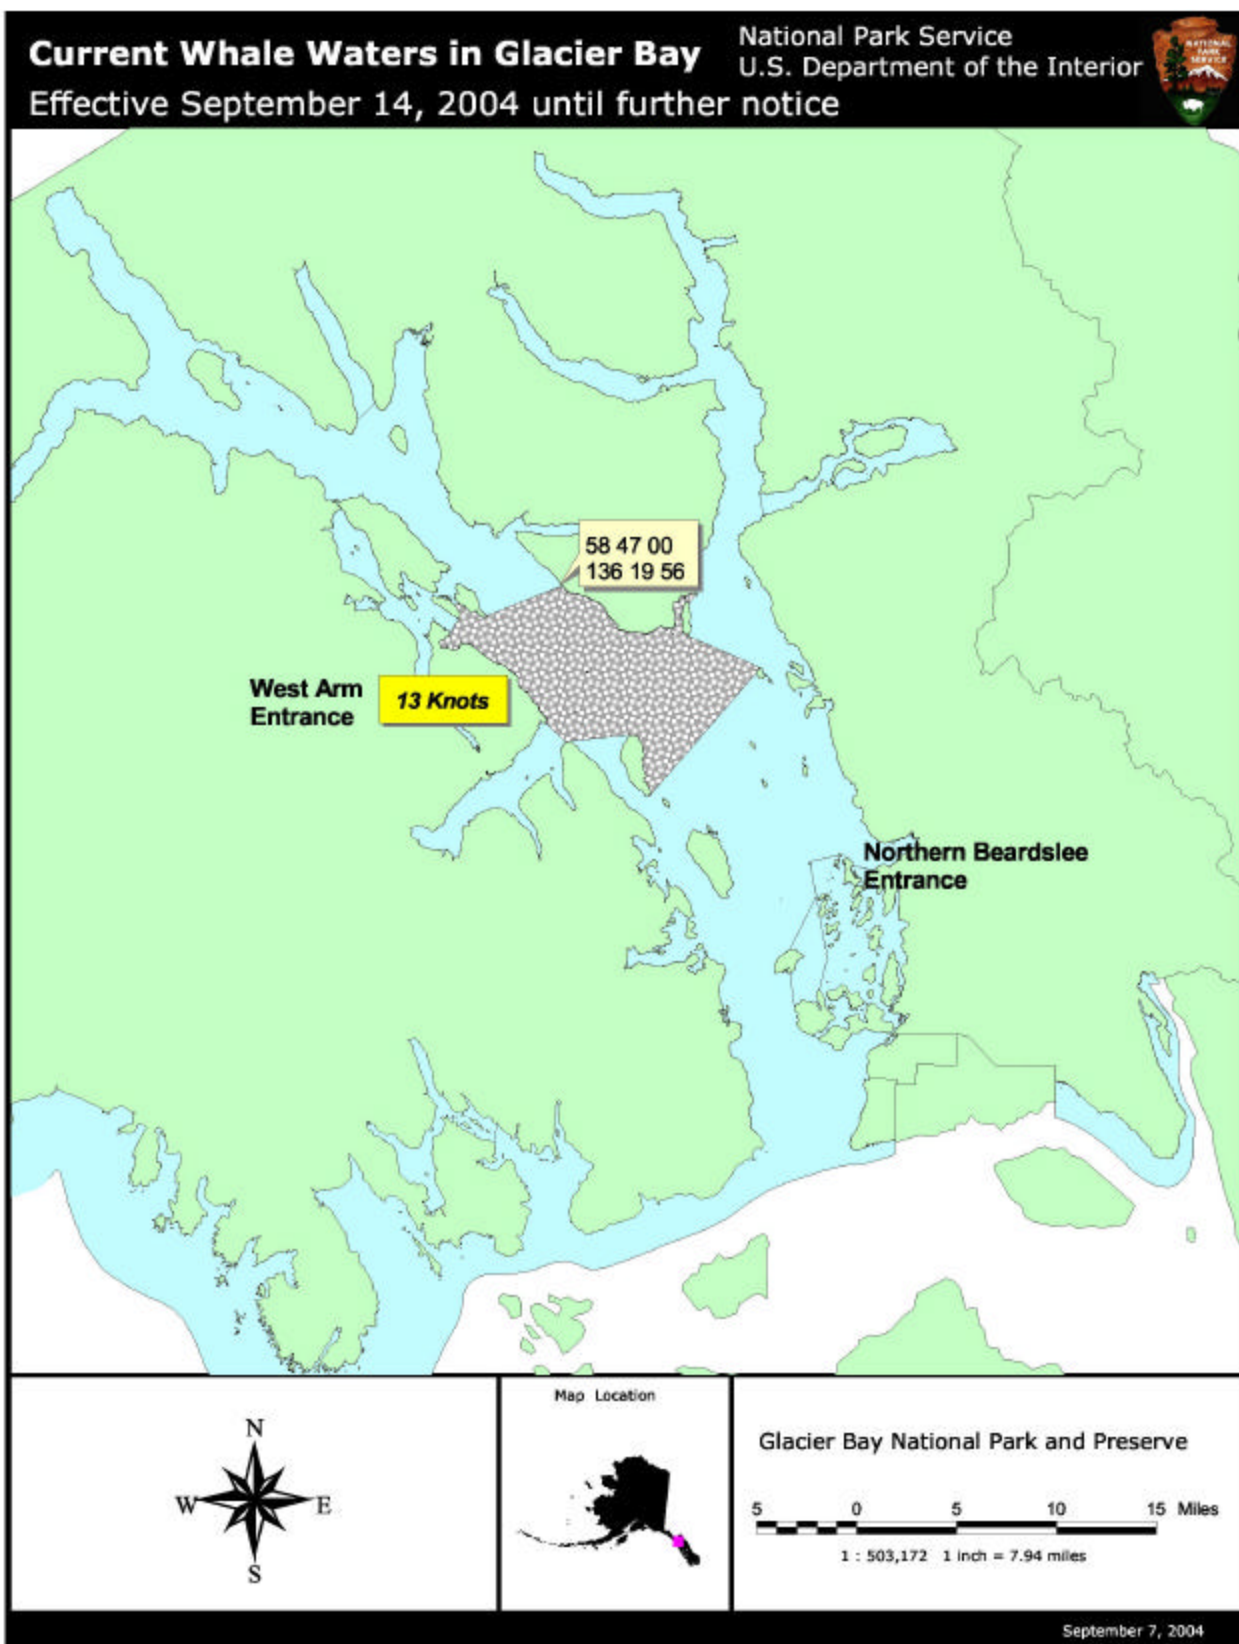 Current Whale Waters in Glacier Bay
Effective September 14, 2004 until further notice
National Park Service
U.S. Department of the Interior
NATIONAL
PARK
SERVICE
58 47 00
136 19 56
West Arm
Entrance
13 Knots
Northern Beardslee
Entrance
N
W E
S
Map Location
Glacier Bay National Park and Preserve
5 0 5 10 15 Miles
1 : 503,172 1 inch = 7.94 miles
September 7, 2004